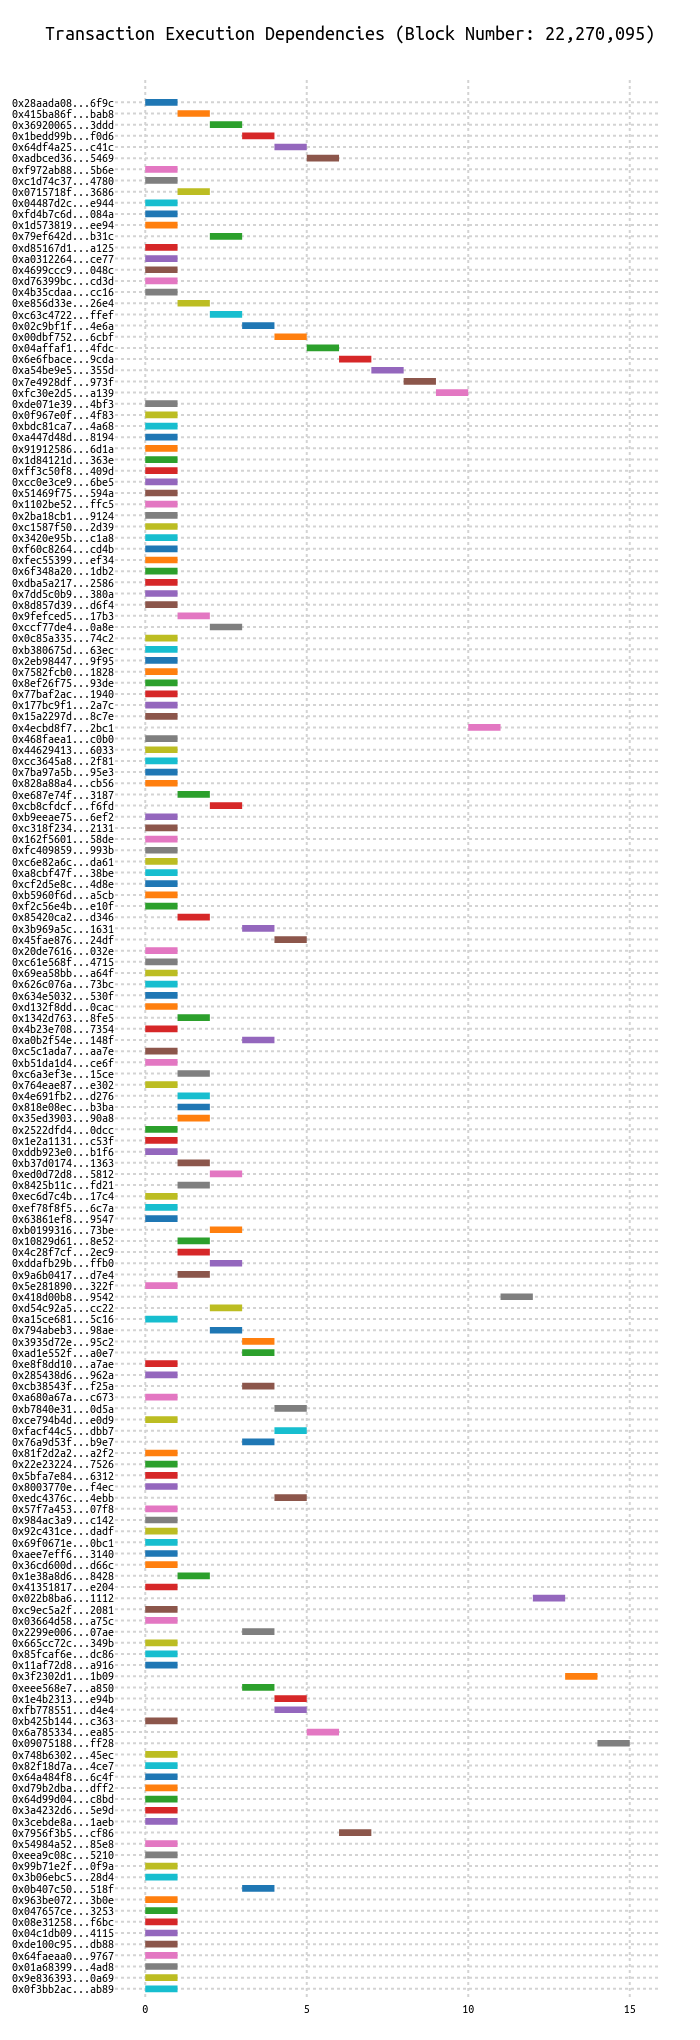 Transaction Execution Dependencies (Block Number: 22,270,095)
0x28aada08...6f9c
0x415ba86f...bab8
0x36920065...3ddd
0x1bedd99b...f0d6
0x64df4a25...c41c
0xadbced36...5469
0xf972ab88...5b6e
0xc1d74c37...4780
0x0715718f...3686
0x04487d2c...e944
0xfd4b7c6d...084a
0x1d573819...ee94
0x79ef642d...b31c
0xd85167d1...a125
0xa0312264...ce77
0x4699ccc9...048c
0xd76399bc...cd3d
0x4b35cdaa...cc16
0xe856d33e...26e4
0xc63c4722...ffef
0x02c9bf1f...4e6a
0x00dbf752...6cbf
0x04affaf1...4fdc
0x6e6fbace...9cda
0xa54be9e5...355d
0x7e4928df...973f
0xfc30e2d5...a139
0xde071e39...4bf3
0x0f967e0f...4f83
0xbdc81ca7...4a68
0xa447d48d...8194
0x91912586...6d1a
0x1d84121d...363e
0xff3c50f8...409d
0xcc0e3ce9...6be5
0x51469f75...594a
0x1102be52...ffc5
0x2ba18cb1...9124
0xc1587f50...2d39
0x3420e95b...c1a8
0xf60c8264...cd4b
0xfec55399...ef34
0x6f348a20...1db2
0xdba5a217...2586
0x7dd5c0b9...380a
0x8d857d39...d6f4
0x9fefced5...17b3
0xccf77de4...0a8e
0x0c85a335...74c2
0xb380675d...63ec
0x2eb98447...9f95
0x7582fcb0...1828
0x8ef26f75...93de
0x77baf2ac...1940
0x177bc9f1...2a7c
0x15a2297d...8c7e
0x4ecbd8f7...2bc1
0x468faea1...c0b0
0x44629413...6033
0xcc3645a8...2f81
0x7ba97a5b...95e3
0x828a88a4...cb56
0xe687e74f...3187
0xcb8cfdcf...f6fd
0xb9eeae75...6ef2
0xc318f234...2131
0x162f5601...58de
0xfc409859...993b
0xc6e82a6c...da61
0xa8cbf47f...38be
0xcf2d5e8c...4d8e
0xb5960f6d...a5cb
0xf2c56e4b...e10f
0x85420ca2...d346
0x3b969a5c...1631
0x45fae876...24df
0x20de7616...032e
0xc61e568f...4715
0x69ea58bb...a64f
0x626c076a...73bc
0x634e5032...530f
0xd132f8dd...0cac
0x1342d763...8fe5
0x4b23e708...7354
0xa0b2f54e...148f
0xc5c1ada7...aa7e
0xb51da1d4...ce6f
0xc6a3ef3e...15ce
0x764eae87...e302
0x4e691fb2...d276
0x818e08ec...b3ba
0x35ed3903...90a8
0x2522dfd4...0dcc
0x1e2a1131...c53f
0xddb923e0...b1f6
0xb37d0174...1363
0xed0d72d8...5812
0x8425b11c...fd21
0xec6d7c4b...17c4
0xef78f8f5...6c7a
0x63861ef8...9547
0xb0199316...73be
0x10829d61...8e52
0x4c28f7cf...2ec9
0xddafb29b...ffb0
0x9a6b0417...d7e4
0x5e281890...322f
0x418d00b8...9542
0xd54c92a5...cc22
0xa15ce681...5c16
0x794abeb3...98ae
0x3935d72e...95c2
0xad1e552f...a0e7
0xe8f8dd10...a7ae
0x285438d6...962a
0xcb38543f...f25a
0xa680a67a...c673
0xb7840e31...0d5a
0xce794b4d...e0d9
0xfacf44c5...dbb7
0x76a9d53f...b9e7
0x81f2d2a2...a2f2
0x22e23224...7526
0x5bfa7e84...6312
0x8003770e...f4ec
0xedc4376c...4ebb
0x57f7a453...07f8
0x984ac3a9...c142
0x92c431ce...dadf
0x69f0671e...0bc1
0xaee7eff6...3140
0x36cd600d...d66c
0x1e38a8d6...8428
0x41351817...e204
0x022b8ba6...1112
0xc9ec5a2f...2081
0x03664d58...a75c
0x2299e006...07ae
0x665cc72c...349b
0x85fcaf6e...dc86
0x11af72d8...a916
0x3f2302d1...1b09
0xeee568e7...a850
0x1e4b2313...e94b
0xfb778551...d4e4
0xb425b144...c363
0x6a785334...ea85
0x09075188...ff28
0x748b6302...45ec
0x82f18d7a...4ce7
0x64a484f8...6c4f
0xd79b2dba...dff2
0x64d99d04...c8bd
0x3a4232d6...5e9d
0x3cebde8a...1aeb
0x7956f3b5...cf86
0x54984a52...85e8
0xeea9c08c...5210
0x99b71e2f...0f9a
0x3b06ebc5...28d4
0x0b407c50...518f
0x963be072...3b0e
0x047657ce...3253
0x08e31258...f6bc
0x04c1db09...4115
0xde100c95...db88
0x64faeaa0...9767
0x01a68399...4ad8
0x9e836393...0a69
0x0f3bb2ac...ab89
0 5 10 15